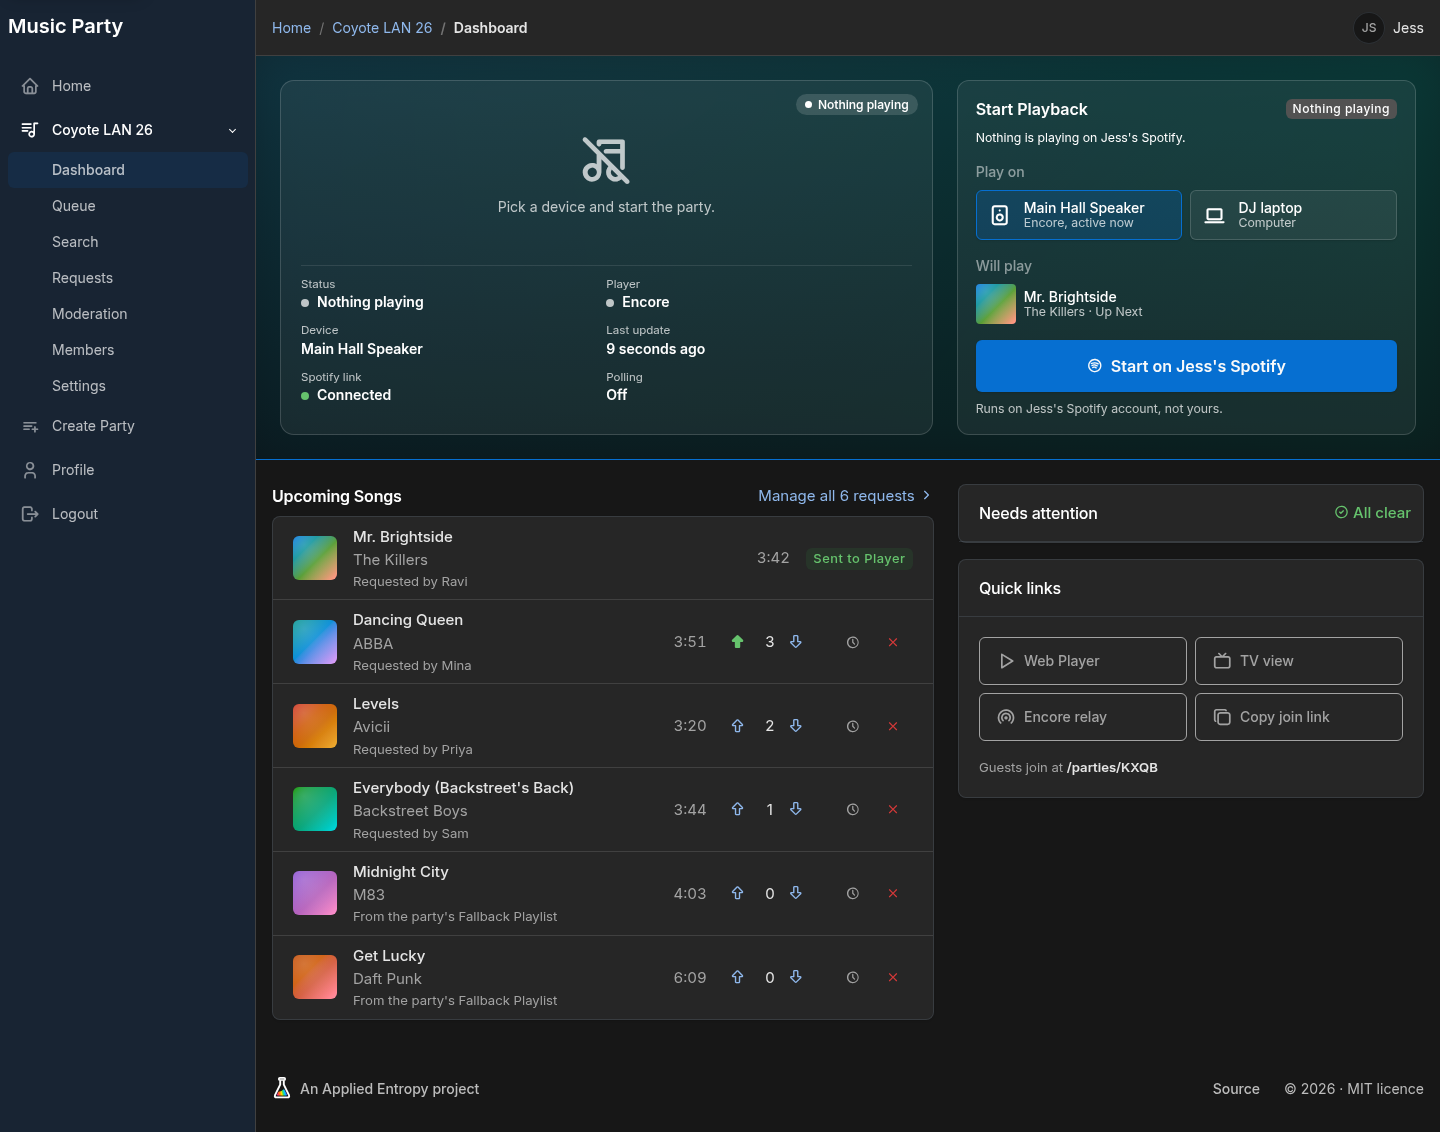 Music Party
Home
Coyote LAN 26
Dashboard
Queue
Search
Requests
Moderation
Members
Settings
Create Party
Profile
Logout
Home / Coyote LAN 26 / Dashboard
JS Jess
Nothing playing
Pick a device and start the party.
Status
Nothing playing
Player
Encore
Device
Main Hall Speaker
Last update
9 seconds ago
Spotify link
Connected
Polling
Off
Start Playback
Nothing playing
Nothing is playing on Jess's Spotify.
Play on
Main Hall Speaker
Encore, active now
DJ laptop
Computer
Will play
Mr. Brightside
The Killers · Up Next
Start on Jess's Spotify
Runs on Jess's Spotify account, not yours.
Upcoming Songs
Manage all 6 requests
Mr. Brightside
The Killers
Requested by Ravi
3:42
Sent to Player
Dancing Queen
ABBA
Requested by Mina
3:51
3
Levels
Avicii
Requested by Priya
3:20
2
Everybody (Backstreet's Back)
Backstreet Boys
Requested by Sam
3:44
1
Midnight City
M83
From the party's Fallback Playlist
4:03
0
Get Lucky
Daft Punk
From the party's Fallback Playlist
6:09
0
Needs attention
All clear
Quick links
Web Player
TV view
Encore relay
Copy join link
Guests join at /parties/KXQB
An Applied Entropy project
Source
© 2026 · MIT licence